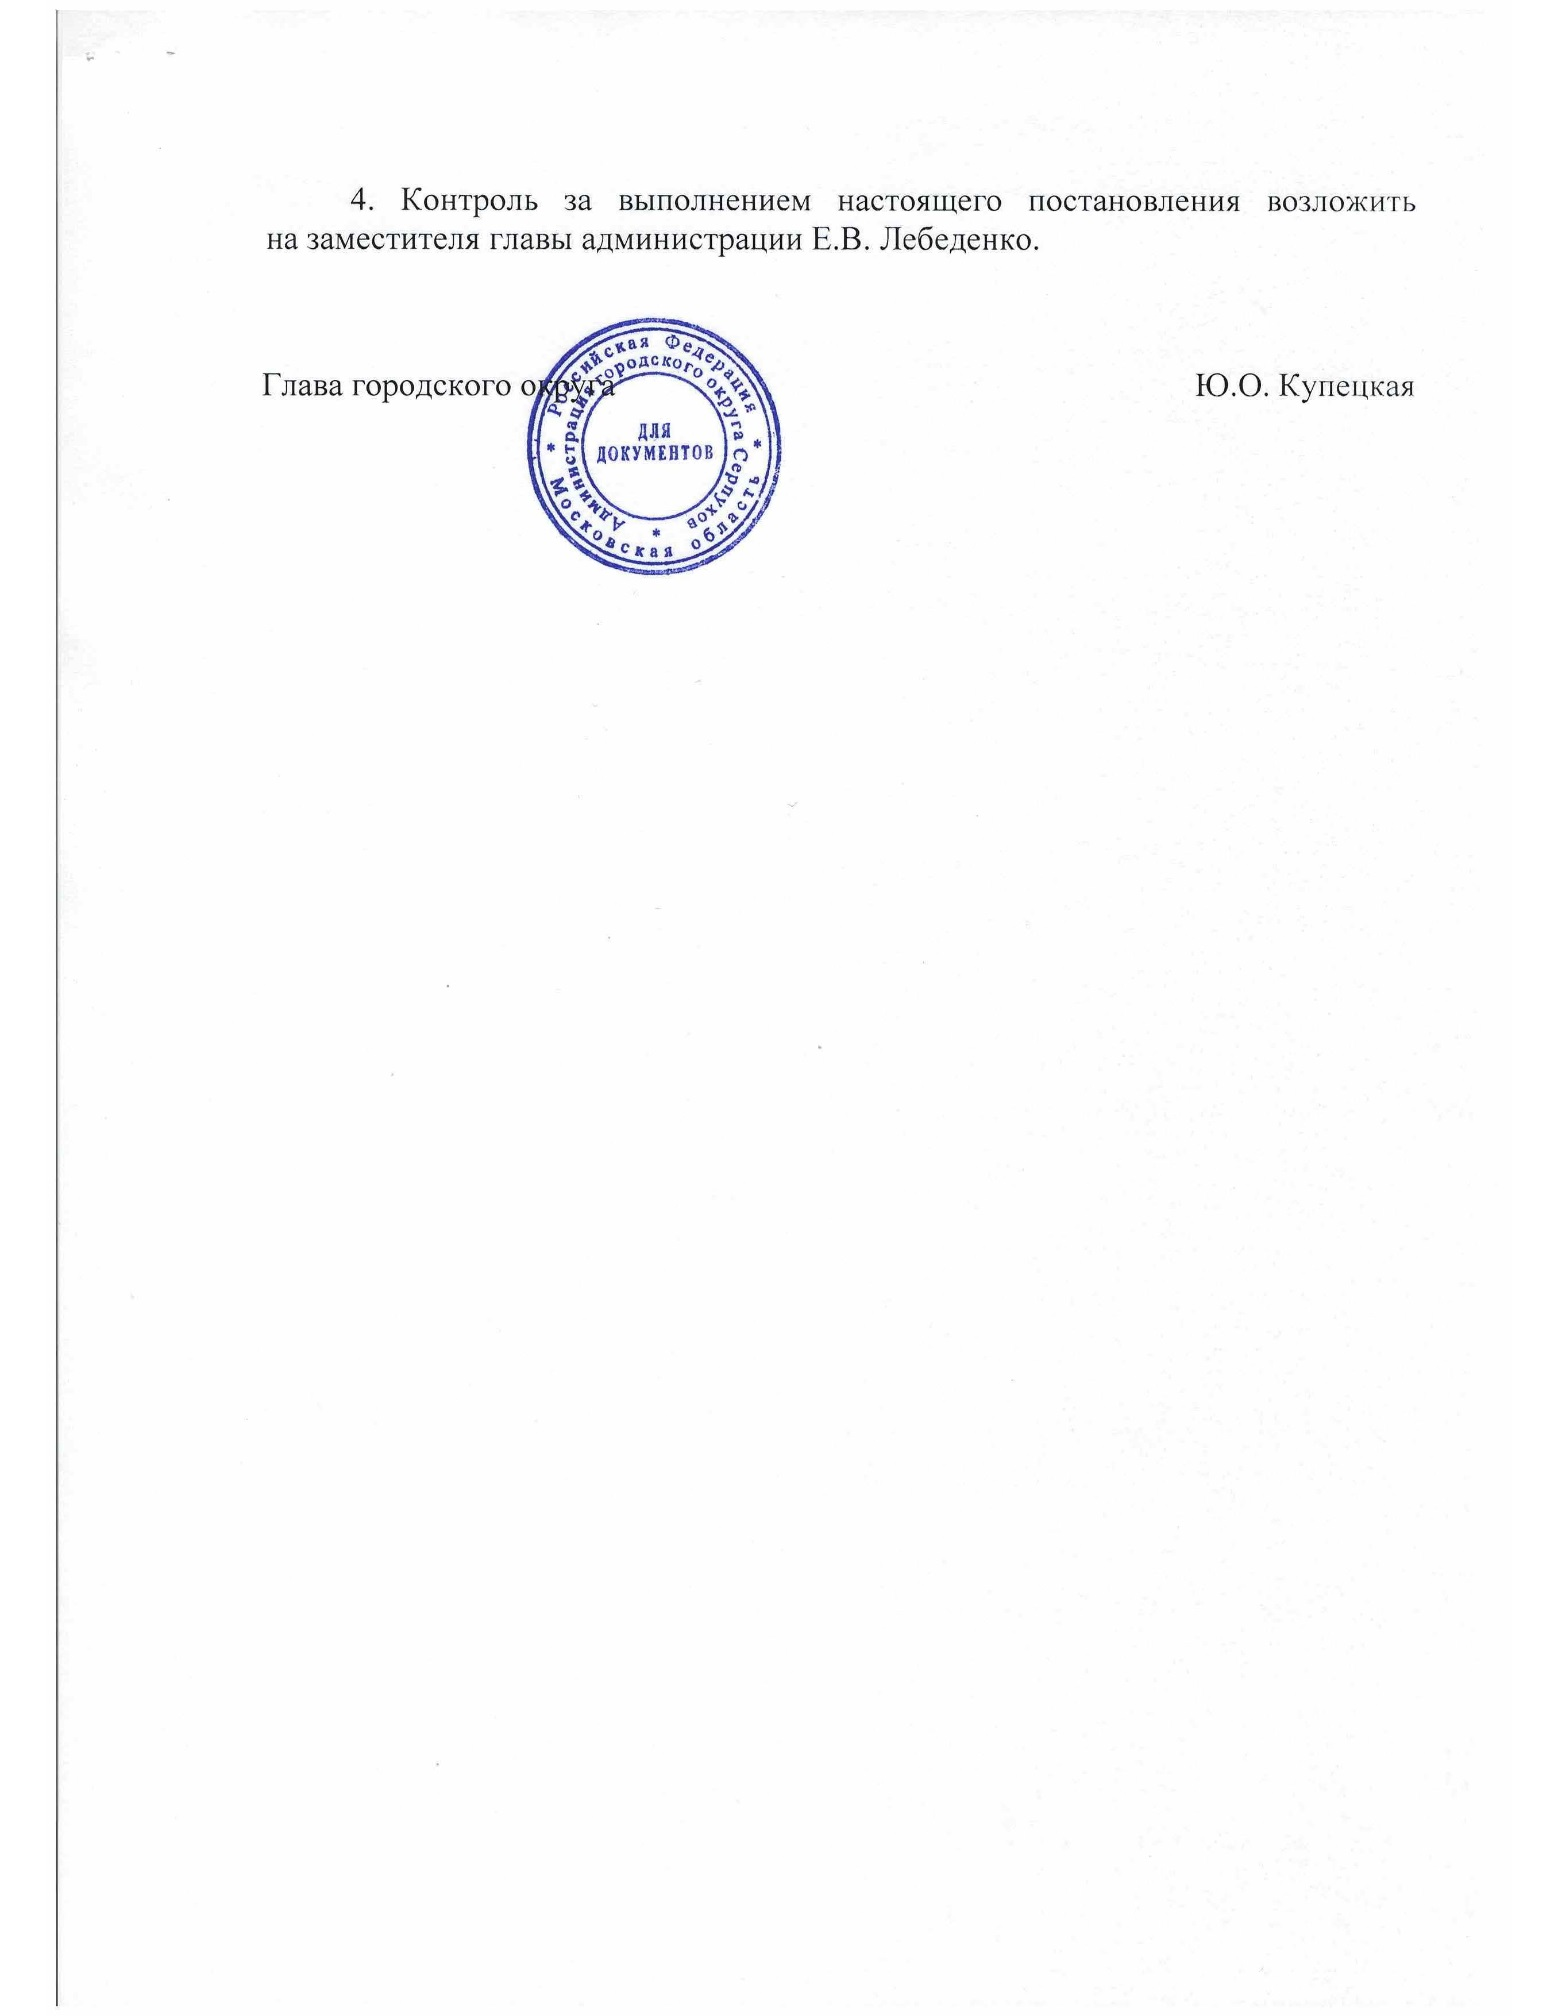 4. Контроль за выполнением настоящего постановления возложить
на заместителя главы администрации Е.В. Лебеденко.
Глава городского округа
Ю.О. Купецкая
* Российская Федерация * Московская область
Администрация городского округа Серпухов *
ДЛЯ
ДОКУМЕНТОВ